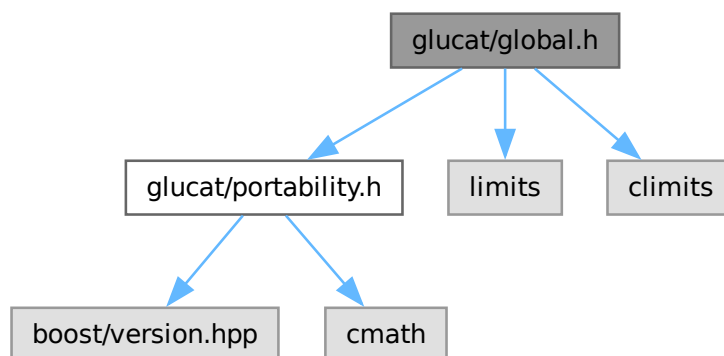 glucat/global.h
glucat/portability.h
limits
climits
boost/version.hpp
cmath